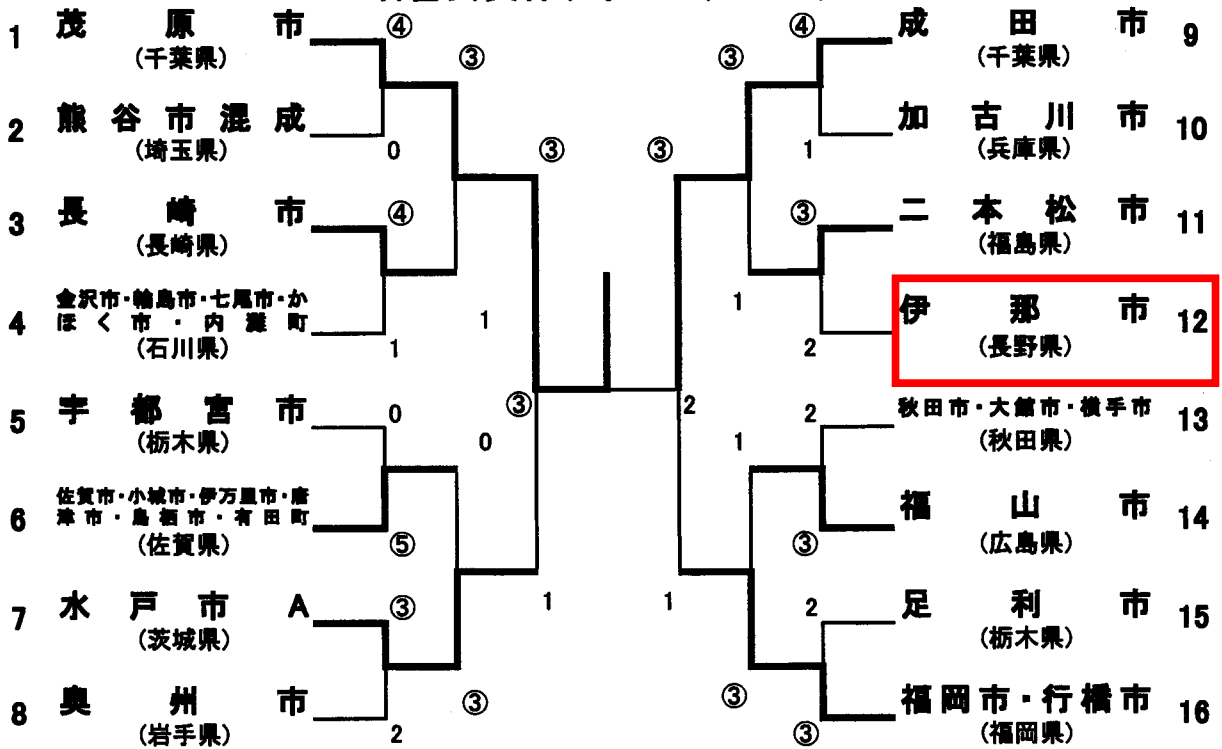 1 茂原市 (千葉県)
2 熊谷市混成 (埼玉県)
3 長崎市 (長崎県)
4 金沢市・輪島市・七尾市・か
ほく市・内灘町
(石川県)
5 宇都宮市 (栃木県)
6 佐賀市・小城市・伊万里市・唐
津市・鳥栖市・有田町
(佐賀県)
7 水戸市A (茨城県)
8 奥州市 (岩手県)
④
0
④
1
0
⑤
③
2
③
1
0
③
③
1
③
2
③
1
③
1
1
③
④
1
③
2
2
③
2
③
成田市 9
(千葉県)
加古川市 10
(兵庫県)
二本松市 11
(福島県)
伊那市 12
(長野県)
秋田市・大館市・横手市 13
(秋田県)
福山市 14
(広島県)
足利市 15
(栃木県)
福岡市・行橋市 16
(福岡県)